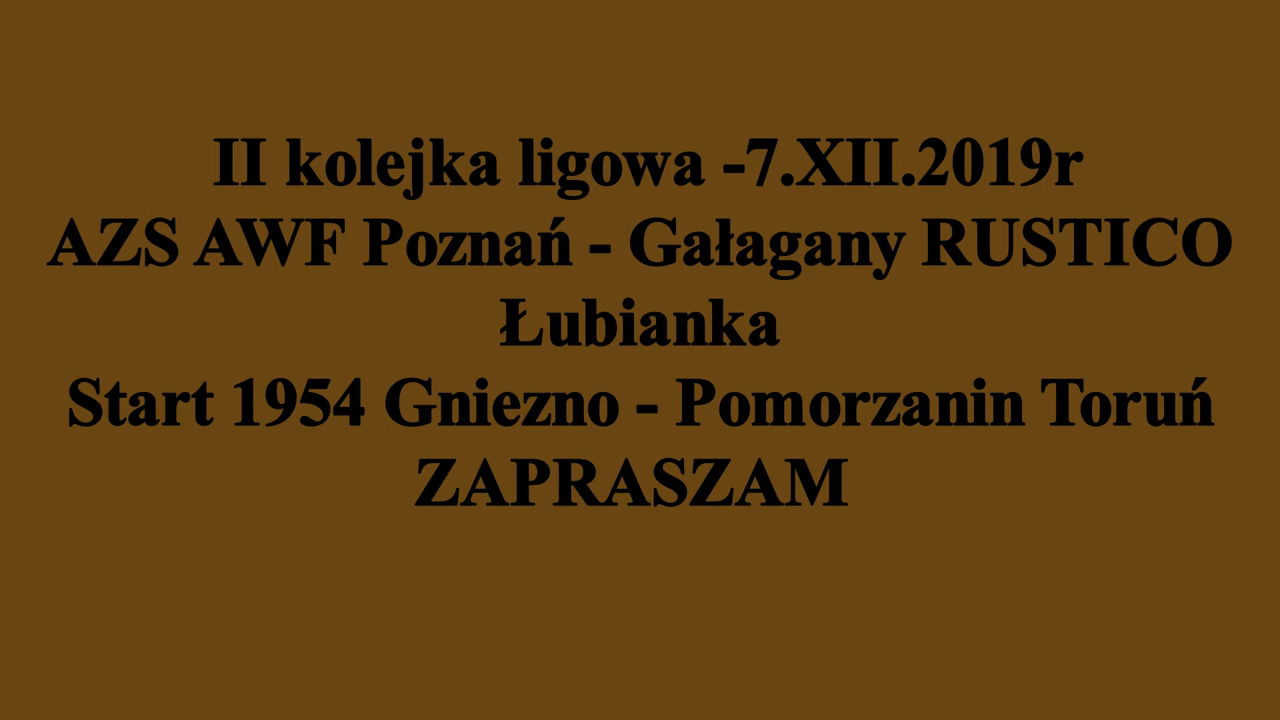 II kolejka ligowa -7.XII.2019r
AZS AWF Poznań - Gałagany RUSTICO
Łubianka
Start 1954 Gniezno - Pomorzanin Toruń
ZAPRASZAM